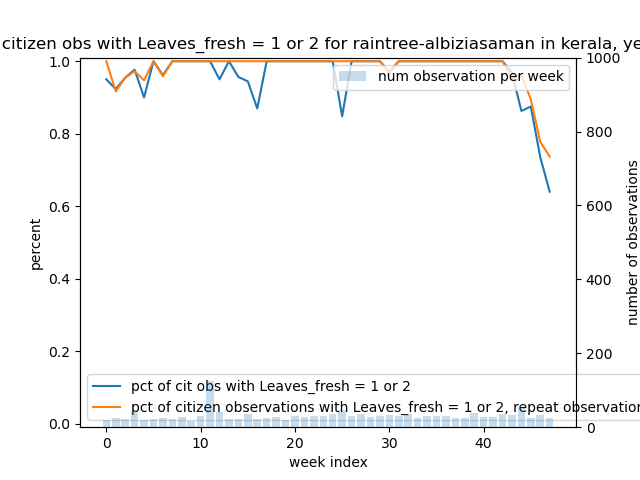 citizen obs with Leaves_fresh = 1 or 2 for raintree-albiziasaman in kerala, ye
1.0
0.8
0.6
0.4
0.2
0.0
percent
1000
800
600
400
200
0
number of observations
num observation per week
pct of cit obs with Leaves_fresh = 1 or 2
pct of citizen observations with Leaves_fresh = 1 or 2, repeat observation
0 10 20 30 40
week index